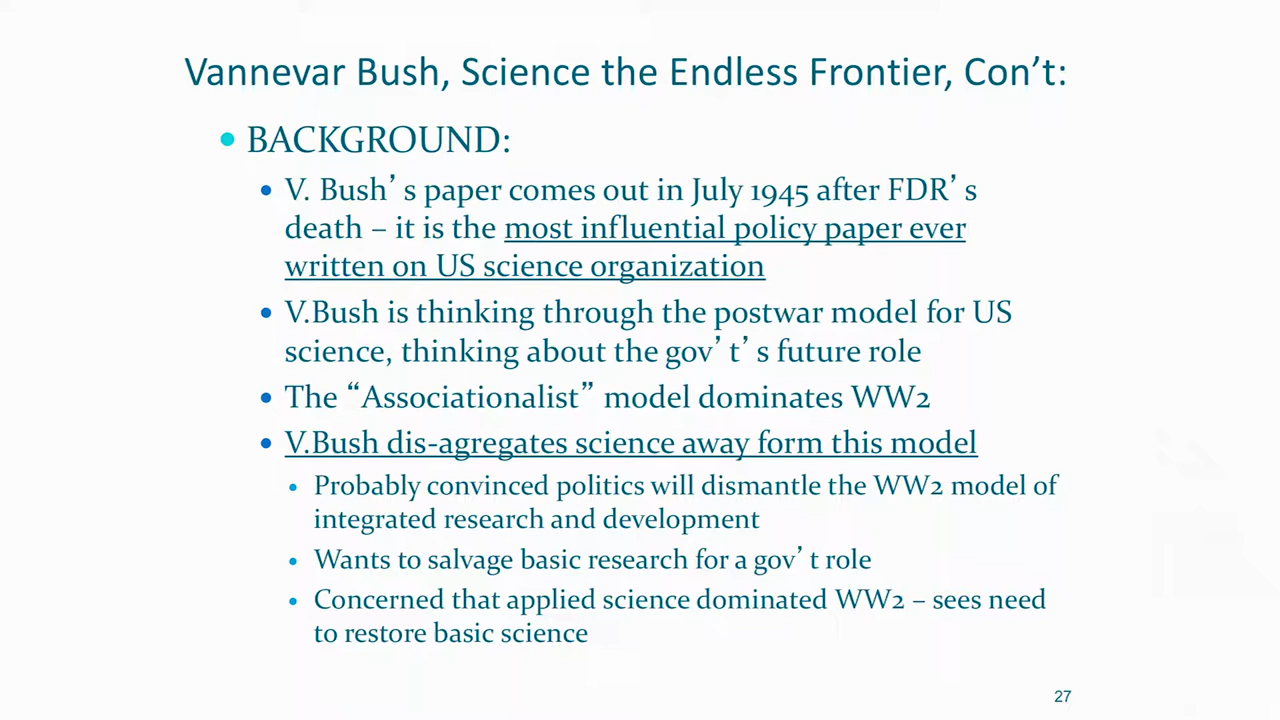 Vannevar Bush, Science the Endless Frontier, Con’t:
• BACKGROUND:
• V. Bush’s paper comes out in July 1945 after FDR’s
death – it is the most influential policy paper ever
written on US science organization
• V.Bush is thinking through the postwar model for US
science, thinking about the gov’t’s future role
• The “Associationalist” model dominates WW2
• V.Bush dis-agregates science away form this model
• Probably convinced politics will dismantle the WW2 model of
integrated research and development
• Wants to salvage basic research for a gov’t role
• Concerned that applied science dominated WW2 – sees need
to restore basic science
27